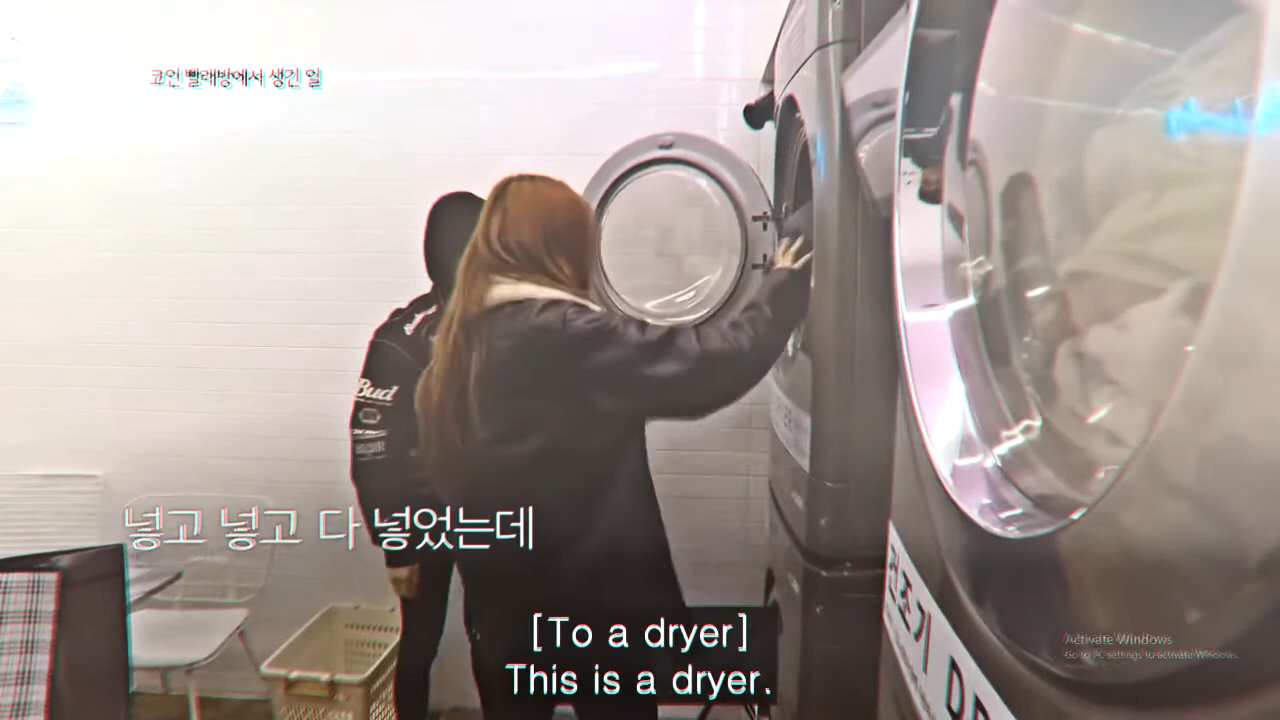 코인 빨래방에서 생긴 일
Bud
넣고 넣고 다 넣었는데
[To a dryer]
This is a dryer.
건조기 DR
Activate Windows
Go to PC settings to activate Windows.